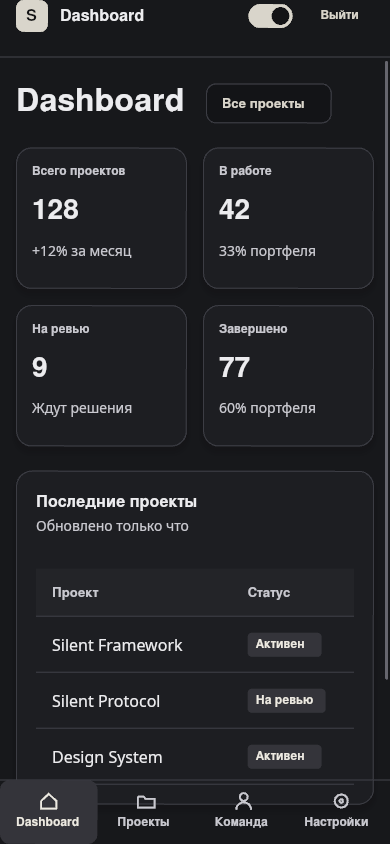 S Dashboard Выйти
Dashboard Все проекты
Всего проектов
128
+12% за месяц
В работе
42
33% портфеля
На ревью
9
Ждут решения
Завершено
77
60% портфеля
Последние проекты
Обновлено только что
Проект Статус
Silent Framework Активен
Silent Protocol На ревью
Design System Активен
Dashboard Проекты Команда Настройки